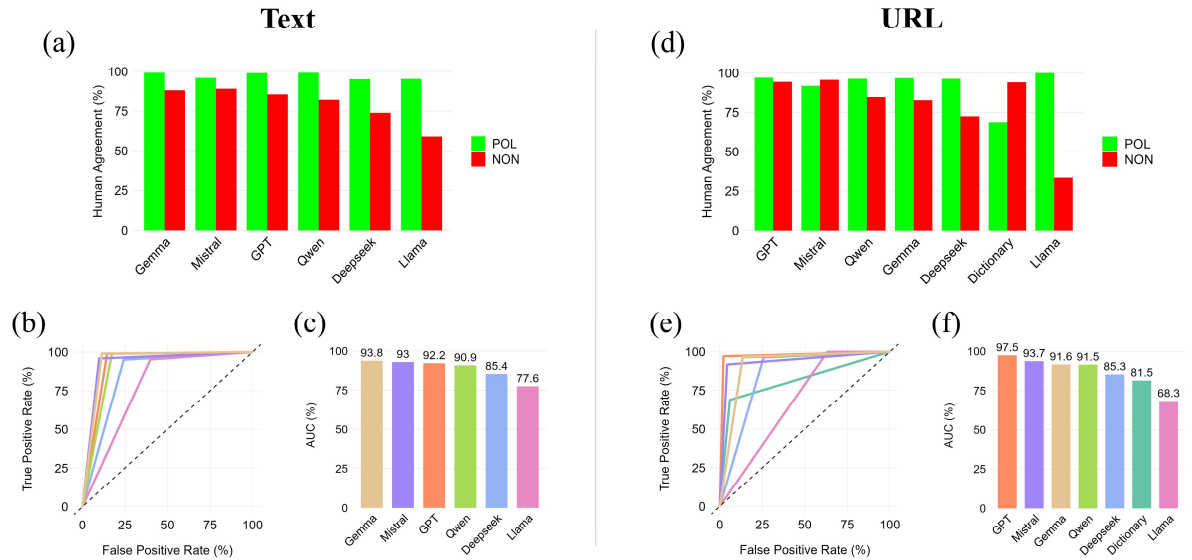 Text
(a)
Human Agreement (%)
100
75
50
25
0
Gemma
Mistral
GPT
Qwen
Deepseek
Llama
POL
NON
(b)
True Positive Rate (%)
100
75
50
25
0
0 25 50 75 100
False Positive Rate (%)
(c)
AUC (%)
100
75
50
25
0
93.8
93
92.2
90.9
85.4
77.6
Gemma
Mistral
GPT
Qwen
Deepseek
Llama
URL
(d)
Human Agreement (%)
100
75
50
25
0
GPT
Mistral
Qwen
Gemma
Deepseek
Dictionary
Llama
POL
NON
(e)
True Positive Rate (%)
100
75
50
25
0
0 25 50 75 100
False Positive Rate (%)
(f)
AUC (%)
100
75
50
25
0
97.5
93.7
91.6
91.5
85.3
81.5
68.3
GPT
Mistral
Gemma
Qwen
Deepseek
Dictionary
Llama